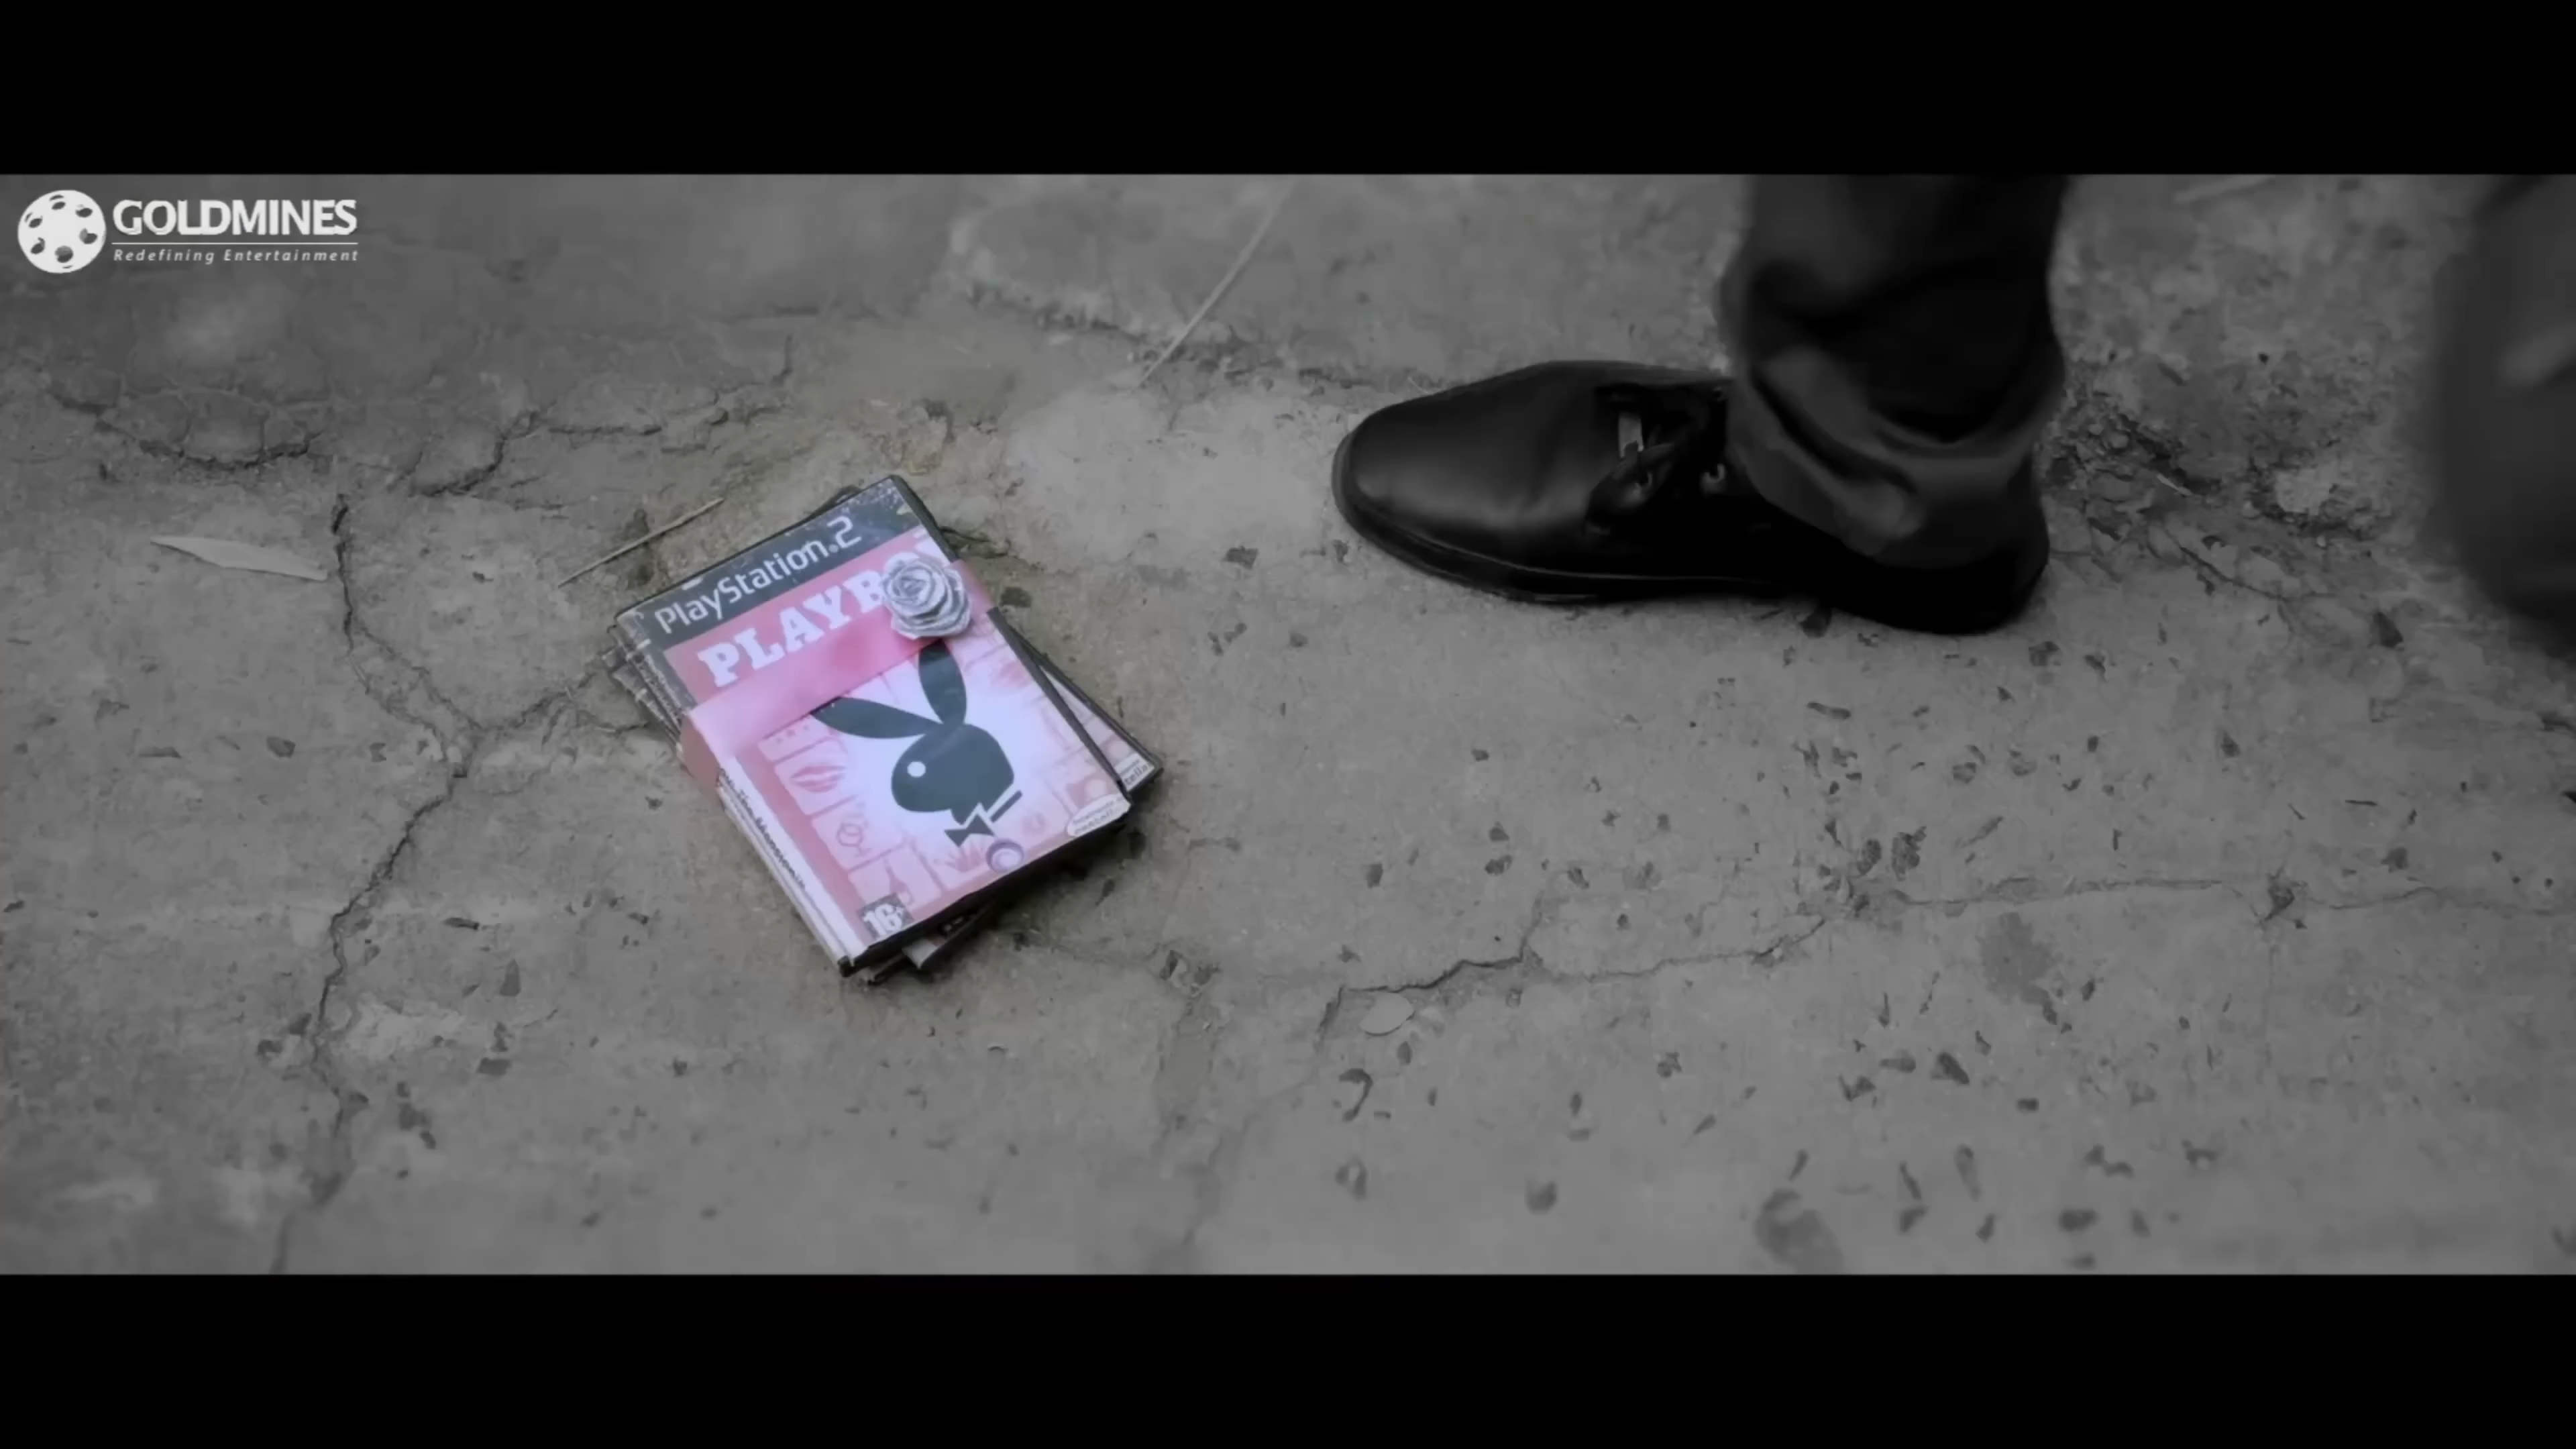 GOLDMINES
Redefining Entertainment
PlayStation.2
PLAYB
16+